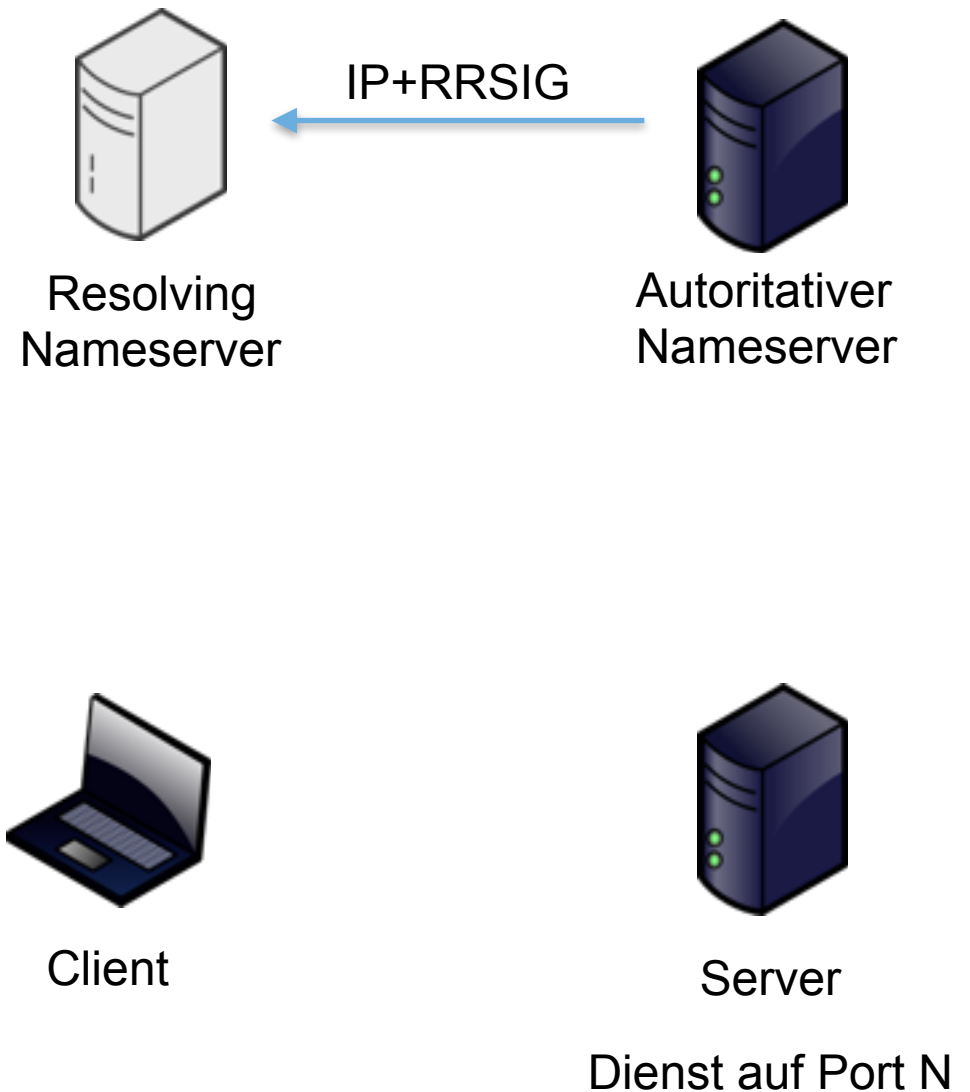 IP+RRSIG
Resolving
Nameserver
Autoritativer
Nameserver
Client
Server
Dienst auf Port N